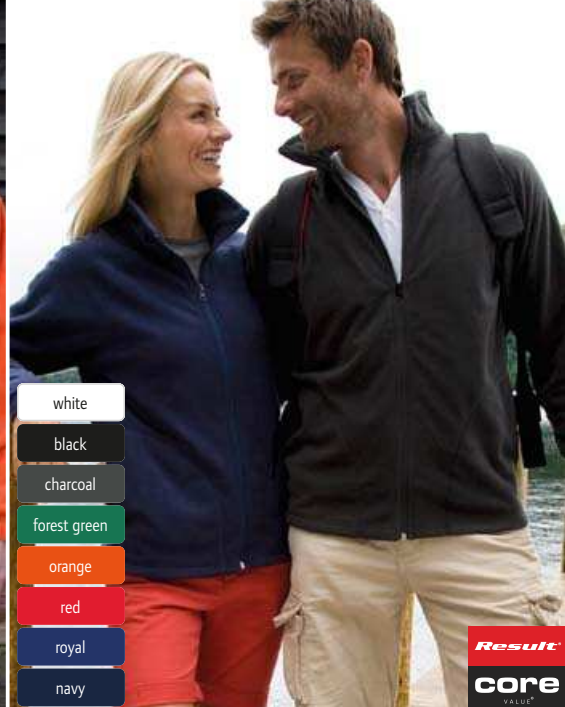 white
black
charcoal
forest green
orange
red
royal
navy
Result®
core
VALUE®